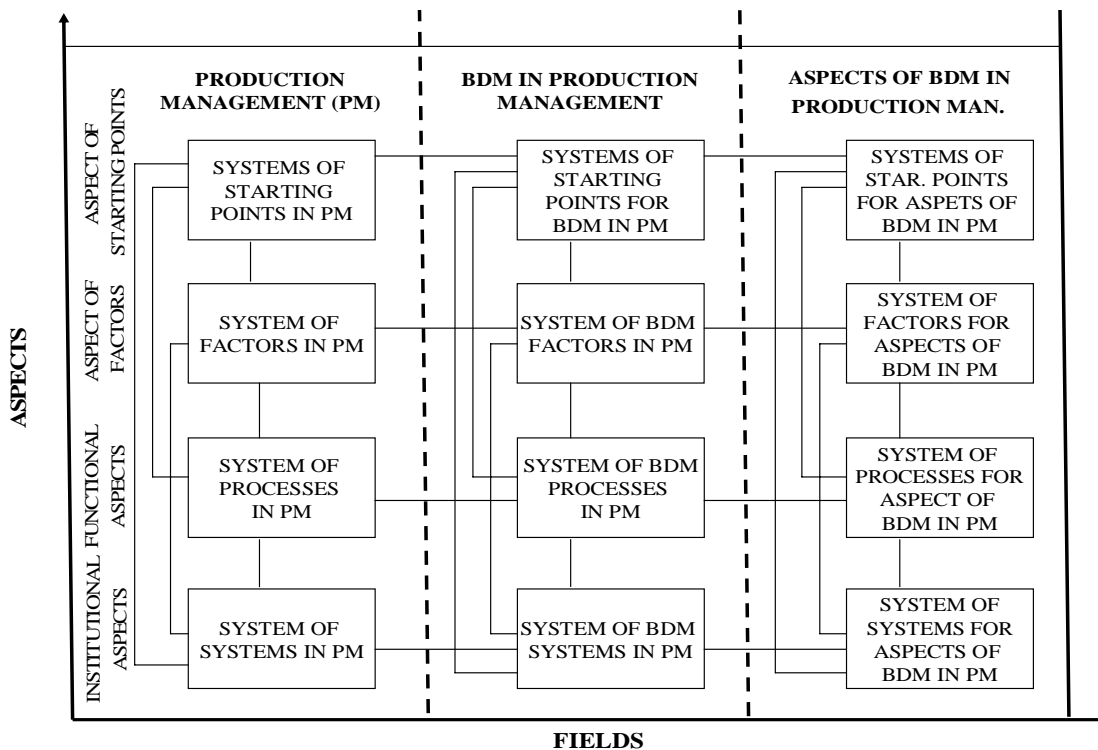 PRODUCTION
MANAGEMENT (PM)
BDM IN PRODUCTION
MANAGEMENT
ASPECTS OF BDM IN
PRODUCTION MAN.
ASPECT OF
STARTING POINTS
SYSTEMS OF
STARTING
POINTS IN PM
SYSTEMS OF
STARTING
POINTS FOR
BDM IN PM
SYSTEMS OF
STAR. POINTS
FOR ASPETS OF
BDM IN PM
ASPECT OF
FACTORS
SYSTEM OF
FACTORS IN PM
SYSTEM OF BDM
FACTORS IN PM
SYSTEM OF
FACTORS FOR
ASPECTS OF
BDM IN PM
ASPECTS
FUNCTIONAL
ASPECTS
SYSTEM OF
PROCESSES
IN PM
SYSTEM OF BDM
PROCESSES
IN PM
SYSTEM OF
PROCESSES FOR
ASPECT OF
BDM IN PM
INSTITUTIONAL
ASPECTS
SYSTEM OF
SYSTEMS IN PM
SYSTEM OF BDM
SYSTEMS IN PM
SYSTEM OF
SYSTEMS FOR
ASPECTS OF
BDM IN PM
FIELDS